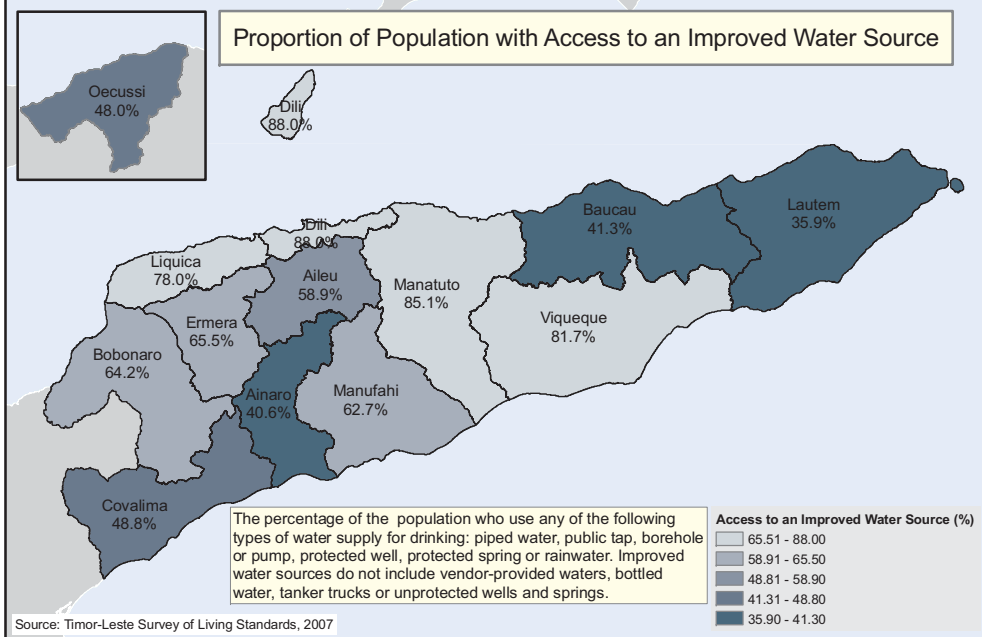 Proportion of Population with Access to an Improved Water Source
Oecussi
48.0%
Dili
88.0%
Dili
88.0%
Liquica
78.0%
Aileu
58.9%
Manatuto
85.1%
Baucau
41.3%
Lautem
35.9%
Viqueque
81.7%
Ermera
65.5%
Bobonaro
64.2%
Ainaro
40.6%
Manufahi
62.7%
Covalima
48.8%
The percentage of the population who use any of the following
types of water supply for drinking: piped water, public tap, borehole
or pump, protected well, protected spring or rainwater. Improved
water sources do not include vendor-provided waters, bottled
water, tanker trucks or unprotected wells and springs.
Access to an Improved Water Source (%)
65.51 - 88.00
58.91 - 65.50
48.81 - 58.90
41.31 - 48.80
35.90 - 41.30
Source: Timor-Leste Survey of Living Standards, 2007